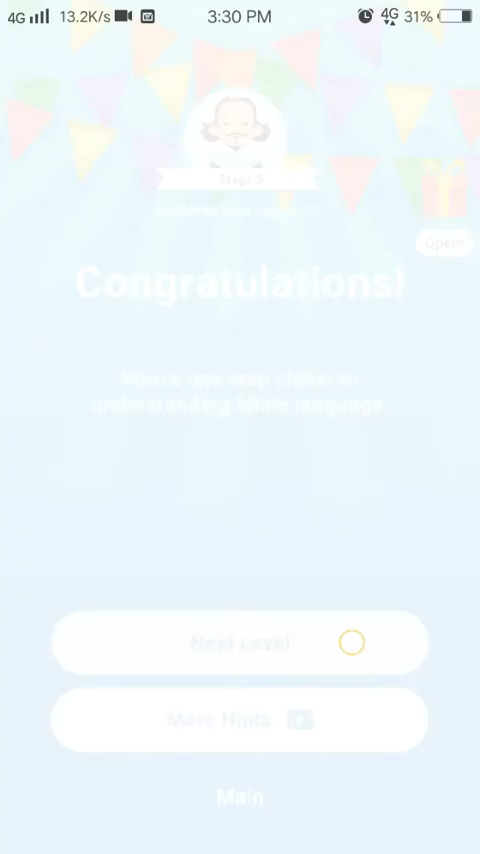 4G 13.2K/s 3:30 PM 4G 31%
Stage 3
Open!
Congratulations!
You're one step closer to
understanding feline language
Next Level
More Hints
Main